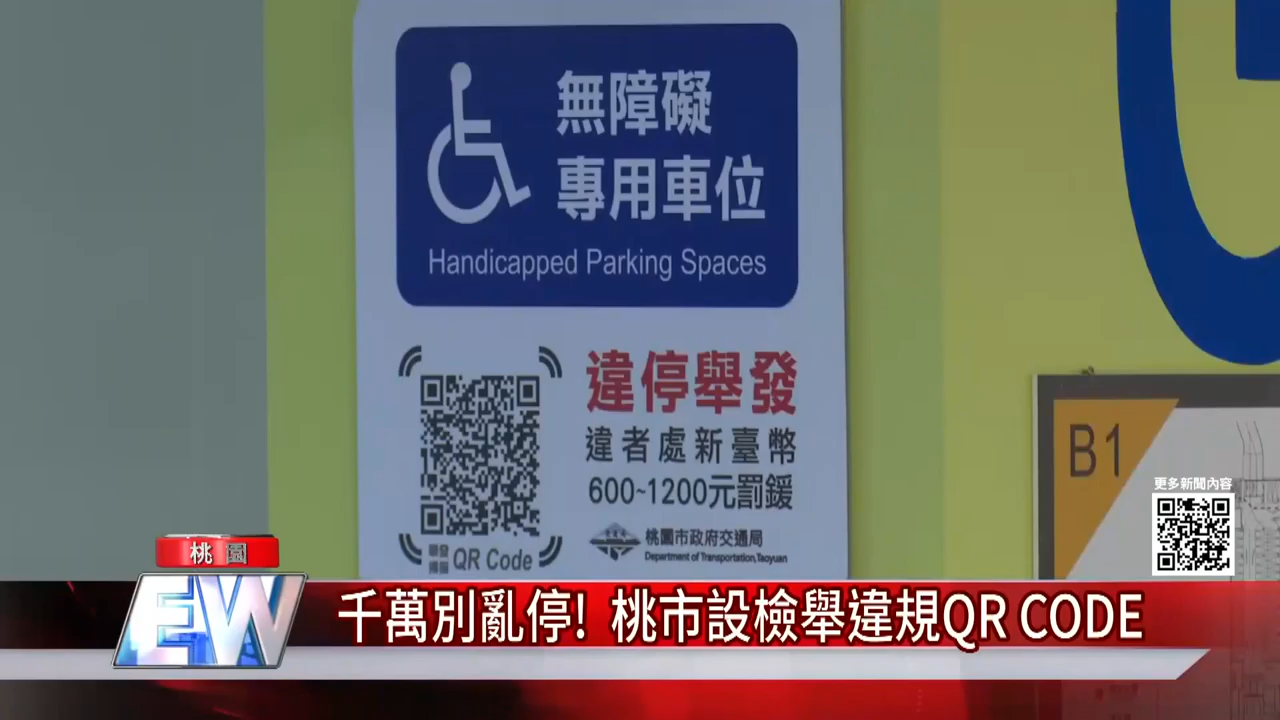 無障礙
專用車位
Handicapped Parking Spaces
違停舉發
違者處新臺幣
600~1200元罰鍰
QR Code
桃園市政府交通局
Department of Transportation,Taoyuan
B1
更多新聞內容
桃園
EW
千萬別亂停! 桃市設檢舉違規QR CODE